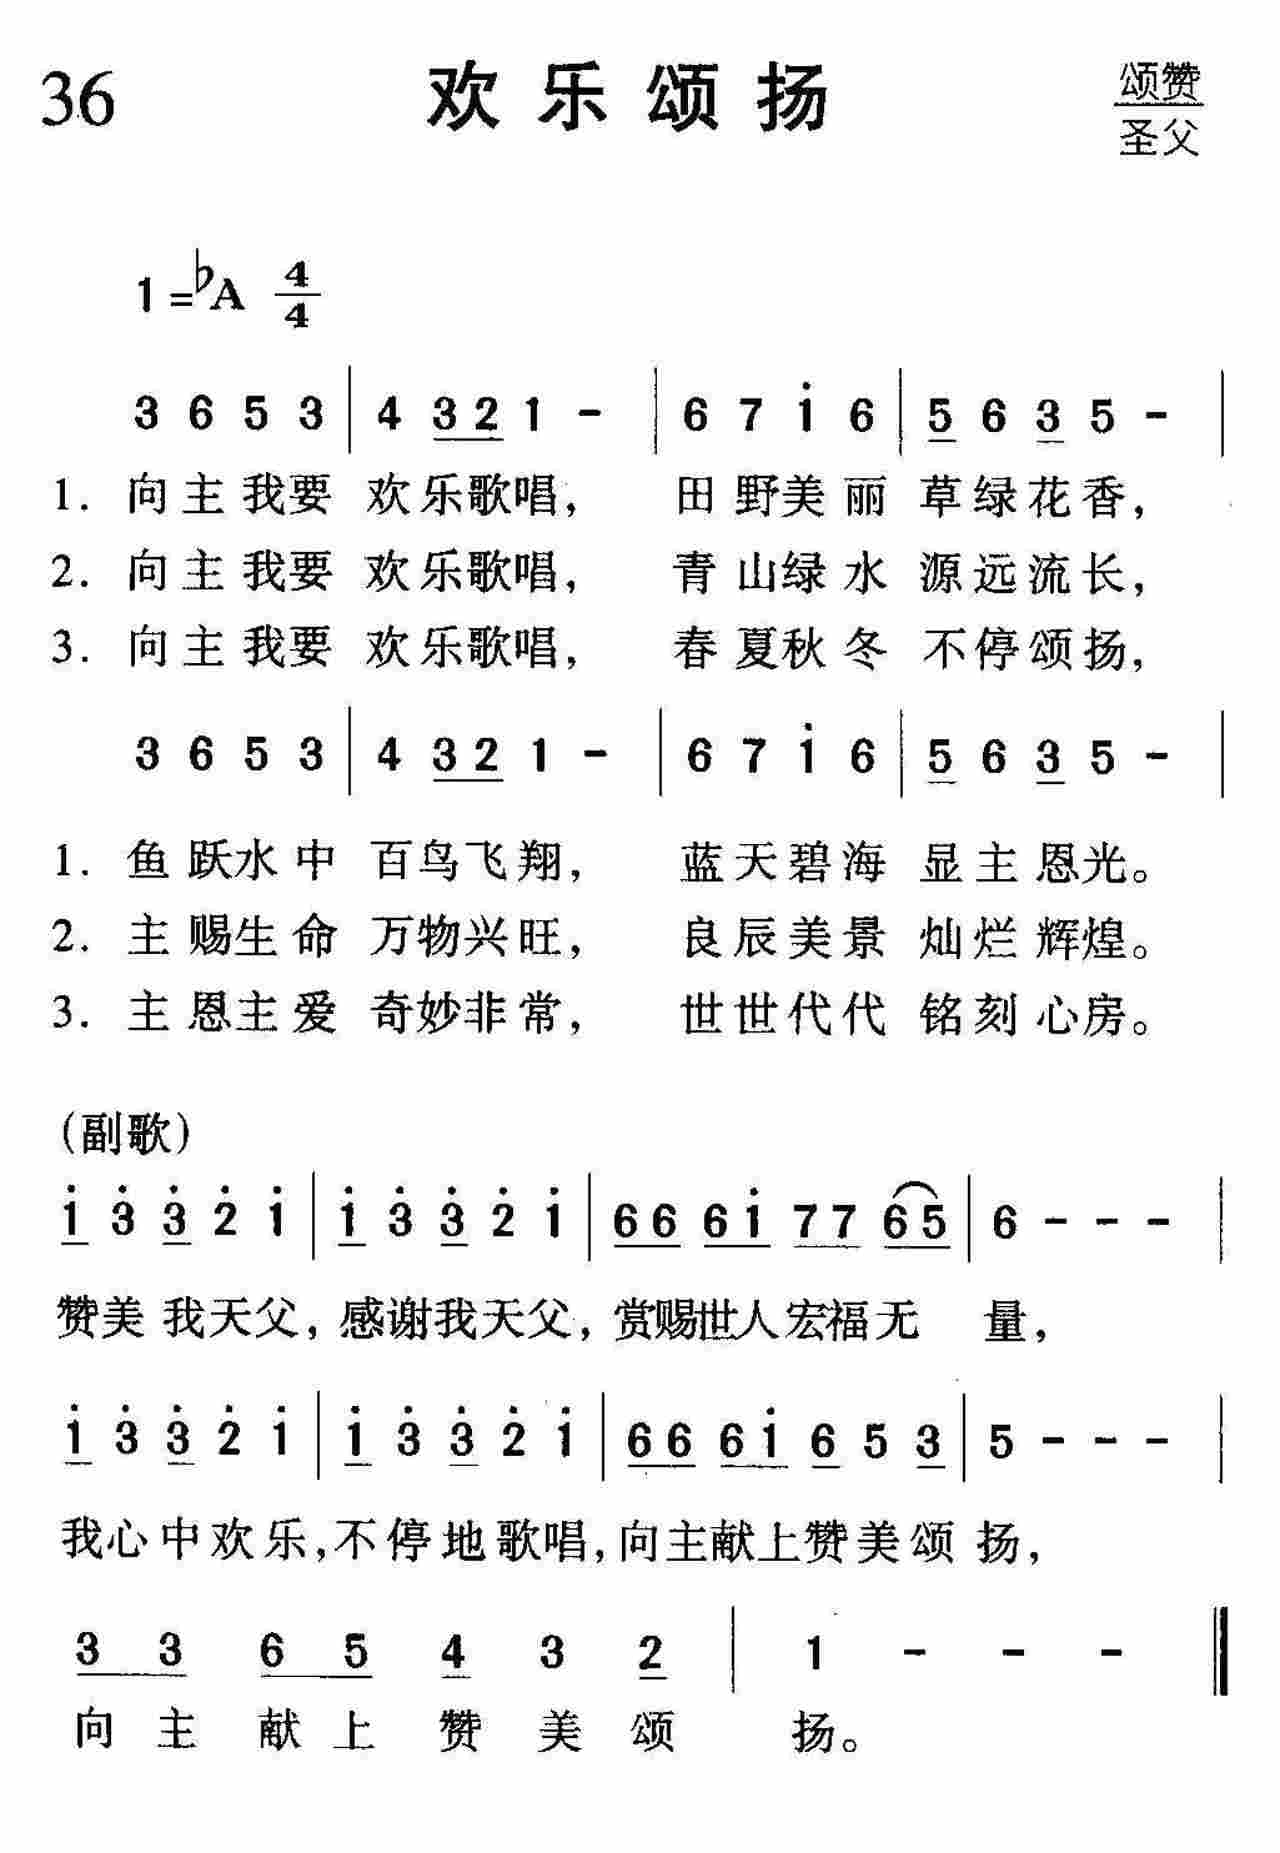 36 欢乐颂扬 颂赞
圣父
1=♭A 4/4
3 6 5 3 | 4 3 2 1 - | 6 7 i 6 | 5 6 3 5 - |
1. 向主我要 欢乐歌唱, 田野美丽 草绿花香,
2. 向主我要 欢乐歌唱, 青山绿水 源远流长,
3. 向主我要 欢乐歌唱, 春夏秋冬 不停颂扬,
3 6 5 3 | 4 3 2 1 - | 6 7 i 6 | 5 6 3 5 - |
1. 鱼跃水中 百鸟飞翔, 蓝天碧海 显主恩光。
2. 主赐生命 万物兴旺, 良辰美景 灿烂辉煌。
3. 主恩主爱 奇妙非常, 世世代代 铭刻心房。
(副歌)
i 3̇ 3̇ 2̇ i | i 3̇ 3̇ 2̇ i | 6 6 6 i 7 7 6 5 | 6 - - - |
赞美我天父, 感谢我天父, 赏赐世人宏福无 量,
i 3̇ 3̇ 2̇ i | i 3̇ 3̇ 2̇ i | 6 6 6 i 6 5 3 | 5 - - - |
我心中欢乐, 不停地歌唱, 向主献上赞美颂 扬,
3 3 6 5 4 3 2 | 1 - - - ‖
向主献上赞美颂 扬。